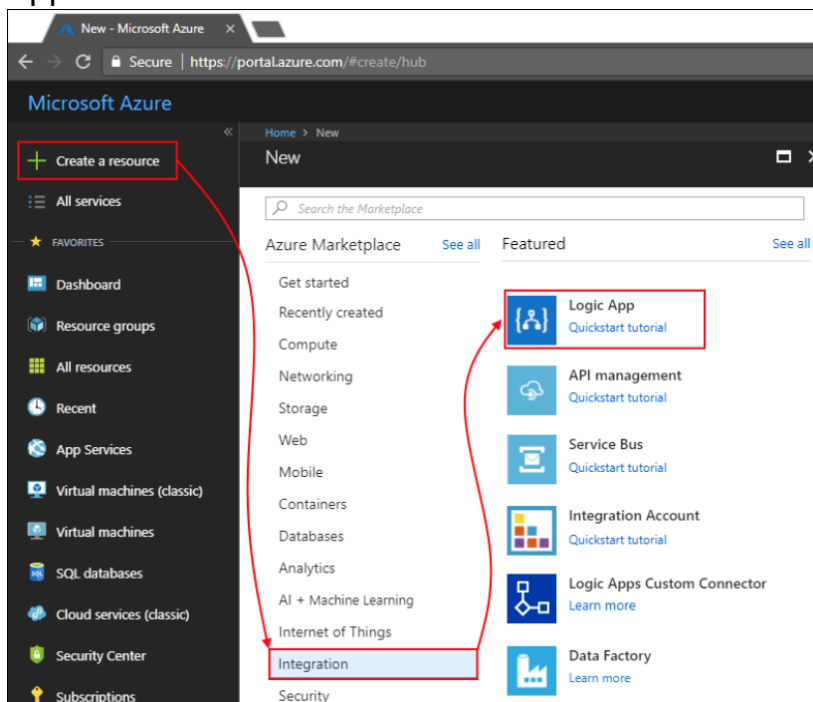 New - Microsoft Azure
Secure | https://portal.azure.com/#create/hub
Microsoft Azure
Create a resource
All services
FAVORITES
Dashboard
Resource groups
All resources
Recent
App Services
Virtual machines (classic)
Virtual machines
SQL databases
Cloud services (classic)
Security Center
Subscriptions
Home > New
New
Search the Marketplace
Azure Marketplace See all
Get started
Recently created
Compute
Networking
Storage
Web
Mobile
Containers
Databases
Analytics
AI + Machine Learning
Internet of Things
Integration
Security
Featured See all
Logic App
Quickstart tutorial
API management
Quickstart tutorial
Service Bus
Quickstart tutorial
Integration Account
Quickstart tutorial
Logic Apps Custom Connector
Learn more
Data Factory
Learn more